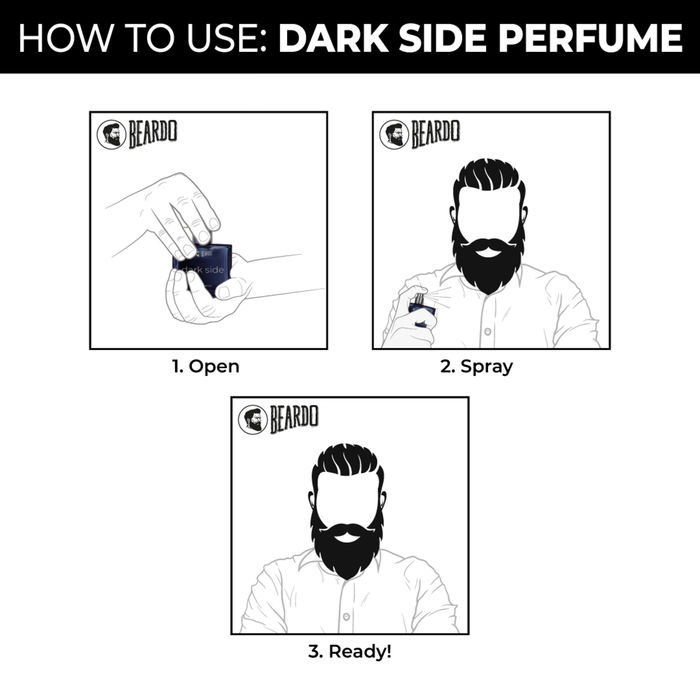 HOW TO USE: DARK SIDE PERFUME
BEARDO
dark side
1. Open
BEARDO
2. Spray
BEARDO
3. Ready!